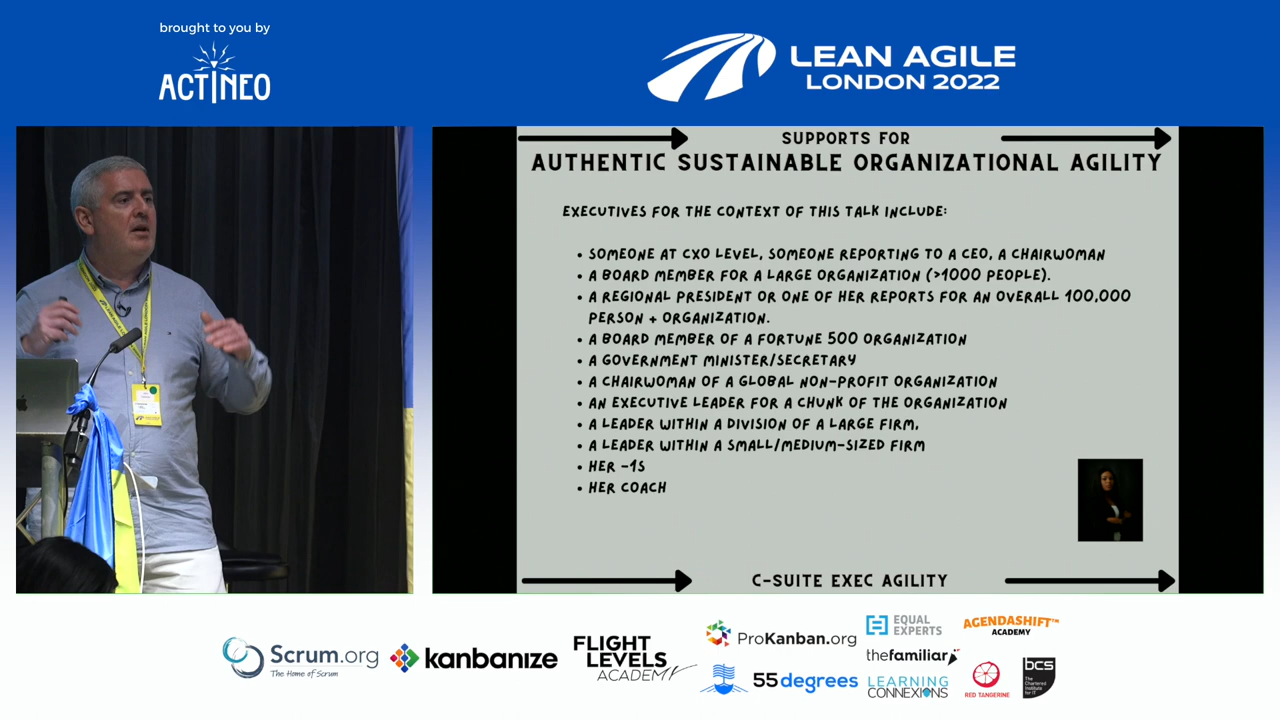 brought to you by
ACTINEO
LEAN AGILE
LONDON 2022
SUPPORTS FOR
AUTHENTIC SUSTAINABLE ORGANIZATIONAL AGILITY
EXECUTIVES FOR THE CONTEXT OF THIS TALK INCLUDE:
• SOMEONE AT CXO LEVEL, SOMEONE REPORTING TO A CEO, A CHAIRWOMAN
• A BOARD MEMBER FOR A LARGE ORGANIZATION (>1000 PEOPLE).
• A REGIONAL PRESIDENT OR ONE OF HER REPORTS FOR AN OVERALL 100,000
PERSON + ORGANIZATION.
• A BOARD MEMBER OF A FORTUNE 500 ORGANIZATION
• A GOVERNMENT MINISTER/SECRETARY
• A CHAIRWOMAN OF A GLOBAL NON-PROFIT ORGANIZATION
• AN EXECUTIVE LEADER FOR A CHUNK OF THE ORGANIZATION
• A LEADER WITHIN A DIVISION OF A LARGE FIRM,
• A LEADER WITHIN A SMALL/MEDIUM-SIZED FIRM
• HER -1S
• HER COACH
C-SUITE EXEC AGILITY
Scrum.org
The Home of Scrum
kanbanize
FLIGHT
LEVELS
ACADEMY
ProKanban.org
55degrees
EQUAL
EXPERTS
thefamiliar
LEARNING
CONNEXIONS
AGENDASHIFT™
ACADEMY
RED TANGERINE
bcs
The
Chartered
Institute
for IT